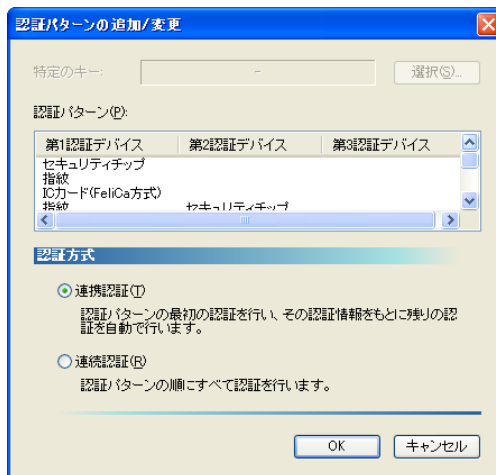 認証パターンの追加/変更
特定のキー: - 選択(S)...
認証パターン(P):
第1認証デバイス 第2認証デバイス 第3認証デバイス
セキュリティチップ
指紋
ICカード(FeliCa方式)
指紋 セキュリティチップ
認証方式
連携認証(T)
認証パターンの最初の認証を行い、その認証情報をもとに残りの認
証を自動で行います。
連続認証(R)
認証パターンの順にすべて認証を行います。
OK キャンセル